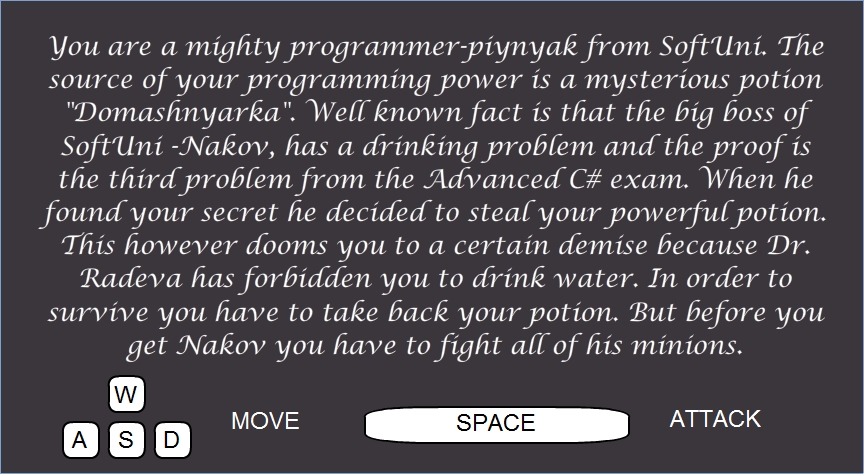 You are a mighty programmer-piynyak from SoftUni. The
source of your programming power is a mysterious potion
"Domashnyarka". Well known fact is that the big boss of
SoftUni -Nakov, has a drinking problem and the proof is
the third problem from the Advanced C# exam. When he
found your secret he decided to steal your powerful potion.
This however dooms you to a certain demise because Dr.
Radeva has forbidden you to drink water. In order to
survive you have to take back your potion. But before you
get Nakov you have to fight all of his minions.
W
A S D MOVE SPACE ATTACK